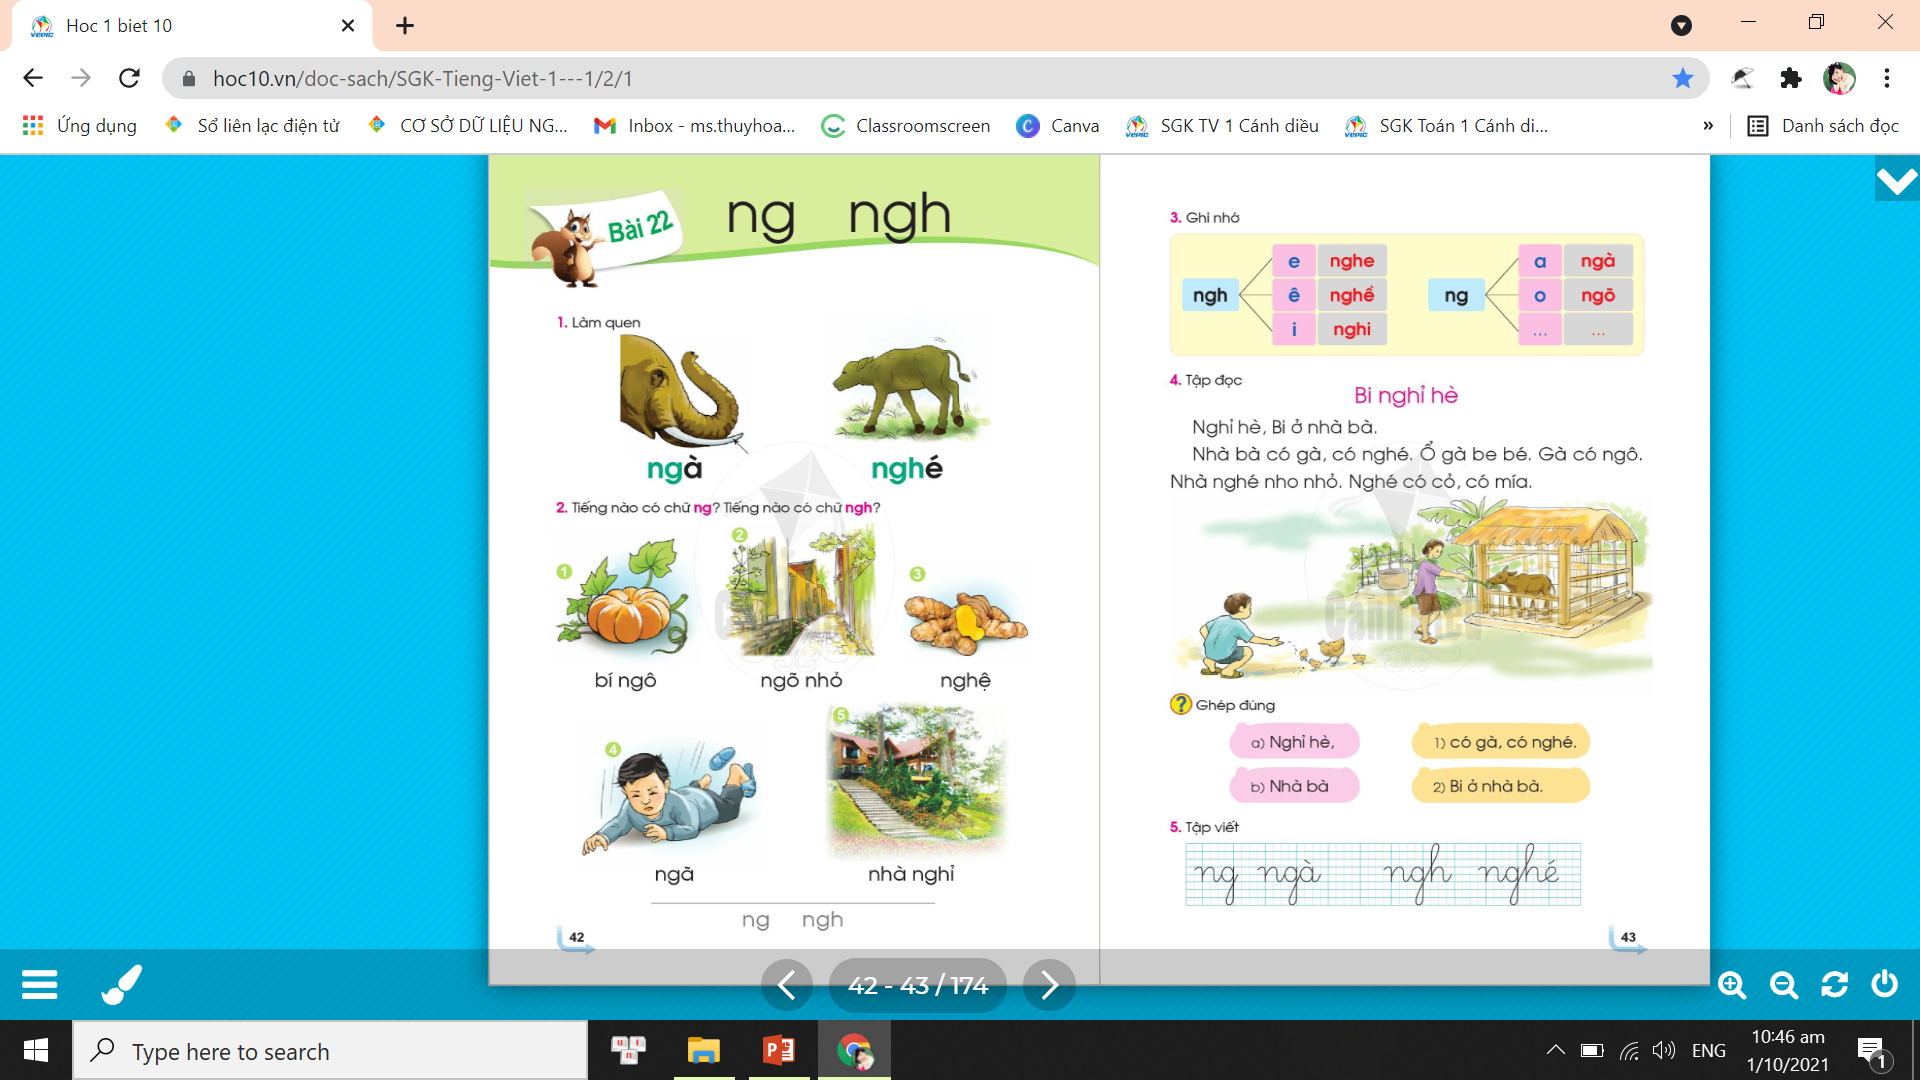 Hoc 1 biet 10
hoc10.vn/doc-sach/SGK-Tieng-Viet-1---1/2/1
Ứng dụng
Sổ liên lạc điện tử
CƠ SỞ DỮ LIỆU NG...
Inbox - ms.thuyhoa...
Classroomscreen
Canva
SGK TV 1 Cánh diều
SGK Toán 1 Cánh di...
»
Danh sách đọc
Bài 22
ng ngh
1. Làm quen
ngà
nghé
2. Tiếng nào có chữ ng? Tiếng nào có chữ ngh?
1
2
3
bí ngô
ngõ nhỏ
nghệ
4
5
ngã
nhà nghỉ
ng ngh
42
3. Ghi nhớ
ngh
e nghe
ê nghề
i nghi
ng
a ngà
o ngõ
... ...
4. Tập đọc
Bi nghỉ hè
Nghỉ hè, Bi ở nhà bà.
Nhà bà có gà, có nghé. Ổ gà be bé. Gà có ngô.
Nhà nghé nho nhỏ. Nghé có cỏ, có mía.
? Ghép đúng
a) Nghỉ hè,
1) có gà, có nghé.
b) Nhà bà
2) Bi ở nhà bà.
5. Tập viết
ng ngà ngh nghé
43
42 - 43 / 174
Type here to search
ENG
10:46 am
1/10/2021
1